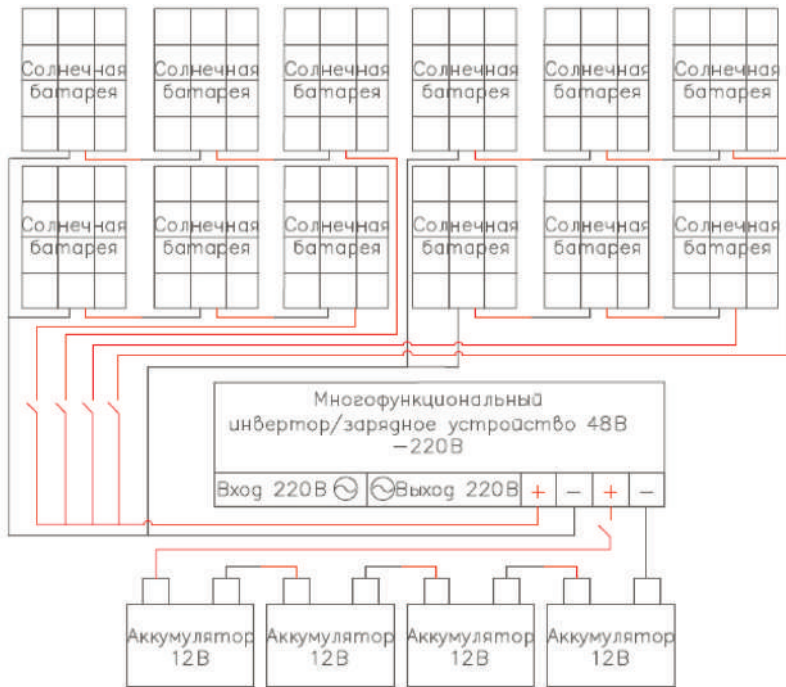 Солнечная
батарея
Солнечная
батарея
Солнечная
батарея
Солнечная
батарея
Солнечная
батарея
Солнечная
батарея
Солнечная
батарея
Солнечная
батарея
Солнечная
батарея
Солнечная
батарея
Солнечная
батарея
Солнечная
батарея
Многофункциональный
инвертор/зарядное устройство 48В
–220В
Вход 220В
Выход 220В
+
–
+
–
Аккумулятор
12В
Аккумулятор
12В
Аккумулятор
12В
Аккумулятор
12В